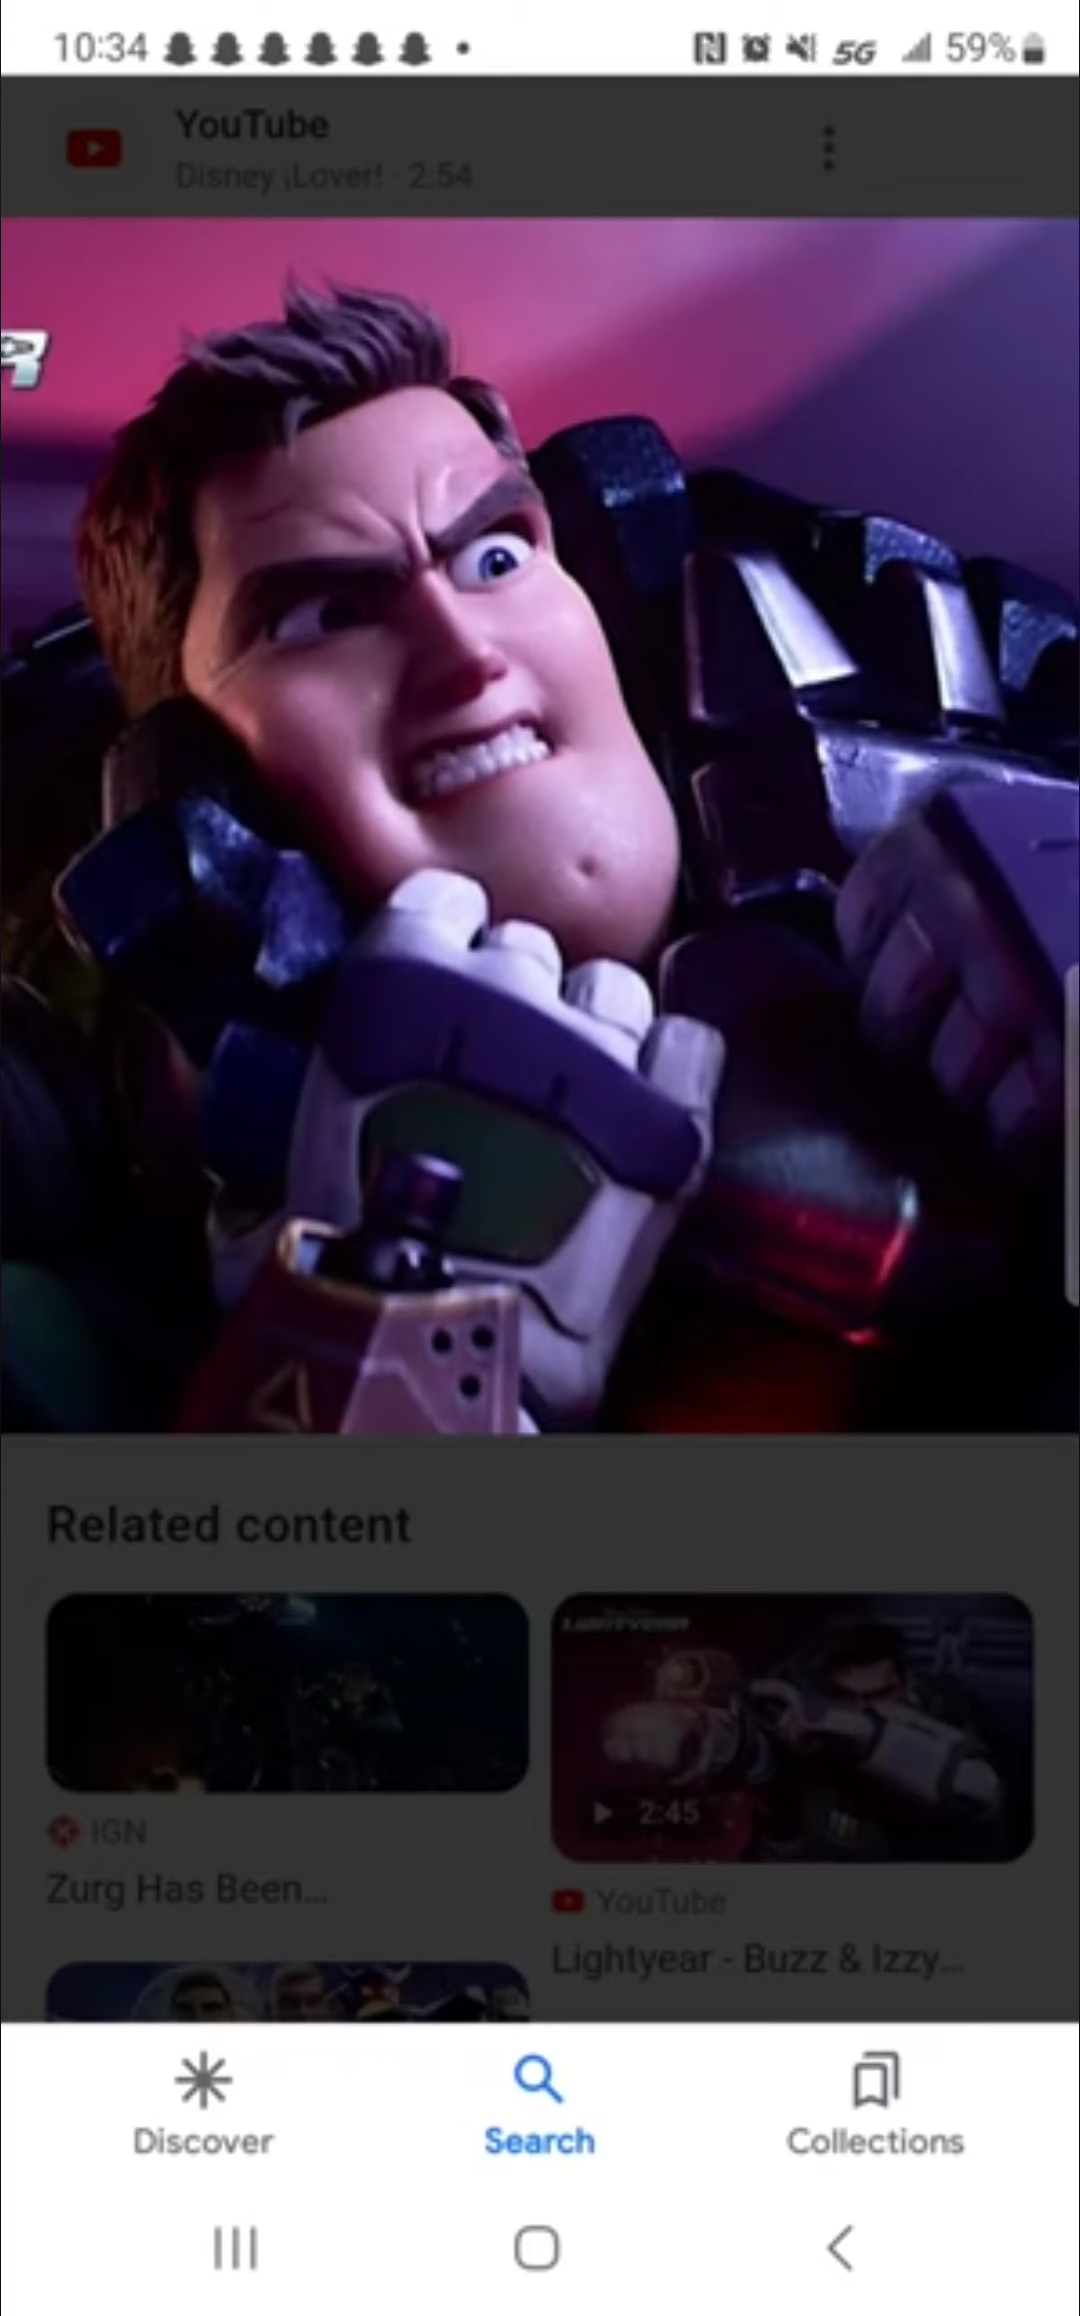 10:34 5G 59%
YouTube
Disney ¡Lover! · 2:54
R
Related content
LIGHTYEAR
2:45
IGN
Zurg Has Been...
YouTube
Lightyear - Buzz & Izzy...
Discover
Search
Collections